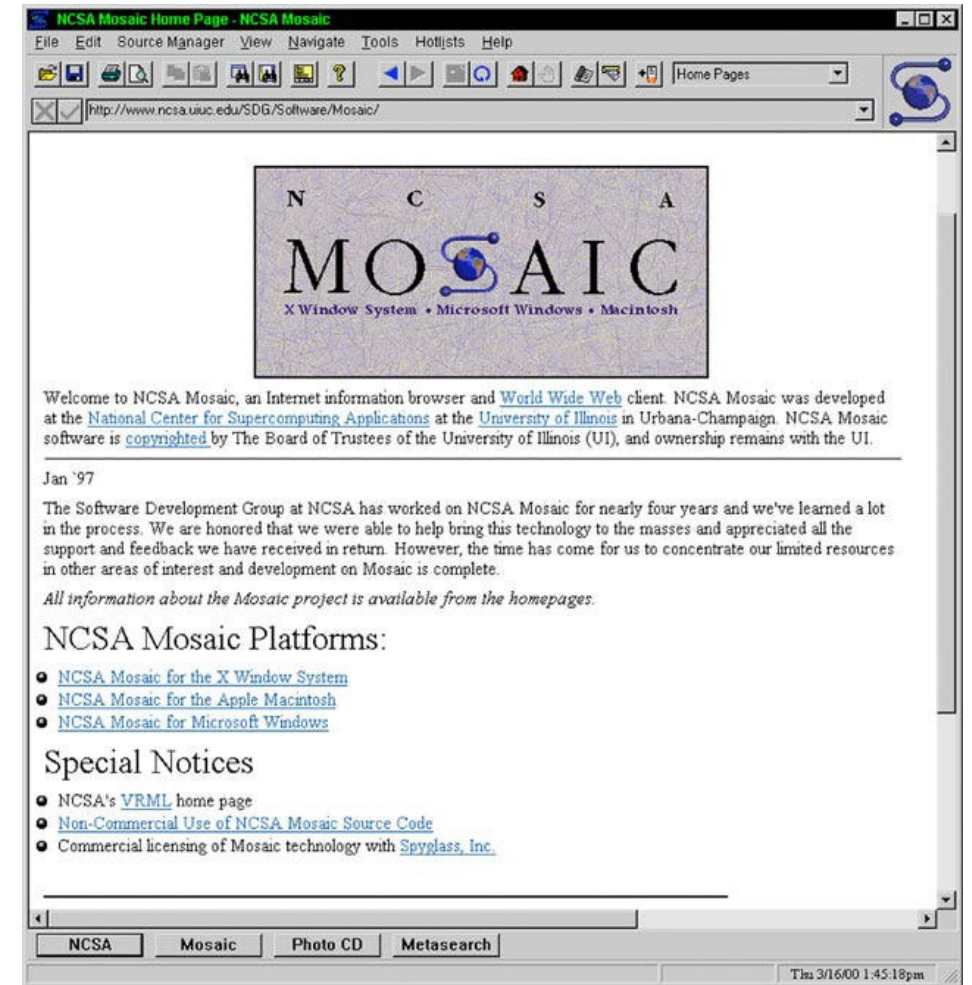 NCSA Mosaic Home Page - NCSA Mosaic
File Edit Source Manager View Navigate Tools Hotlists Help
Home Pages
http://www.ncsa.uiuc.edu/SDG/Software/Mosaic/
N C S A
MOSAIC
X Window System • Microsoft Windows • Macintosh
Welcome to NCSA Mosaic, an Internet information browser and World Wide Web client. NCSA Mosaic was developed
at the National Center for Supercomputing Applications at the University of Illinois in Urbana-Champaign. NCSA Mosaic
software is copyrighted by The Board of Trustees of the University of Illinois (UI), and ownership remains with the UI.
Jan `97
The Software Development Group at NCSA has worked on NCSA Mosaic for nearly four years and we've learned a lot
in the process. We are honored that we were able to help bring this technology to the masses and appreciated all the
support and feedback we have received in return. However, the time has come for us to concentrate our limited resources
in other areas of interest and development on Mosaic is complete.
All information about the Mosaic project is available from the homepages.
NCSA Mosaic Platforms:
NCSA Mosaic for the X Window System
NCSA Mosaic for the Apple Macintosh
NCSA Mosaic for Microsoft Windows
Special Notices
NCSA's VRML home page
Non-Commercial Use of NCSA Mosaic Source Code
Commercial licensing of Mosaic technology with Spyglass, Inc.
NCSA Mosaic Photo CD Metasearch
Thu 3/16/00 1:45:18pm